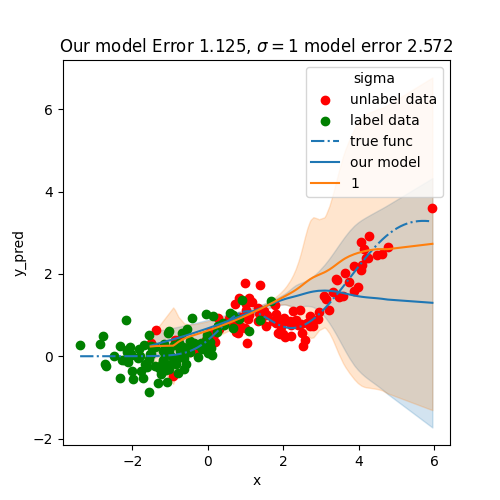 Our model Error 1.125, σ = 1 model error 2.572
sigma
unlabel data
label data
true func
our model
1
y_pred
6
4
2
0
−2
−2 0 2 4 6
x